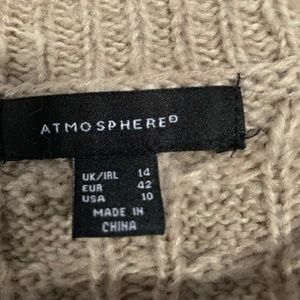 ATMOSPHERE®
UK/IRL 14
EUR 42
USA 10
MADE IN
CHINA